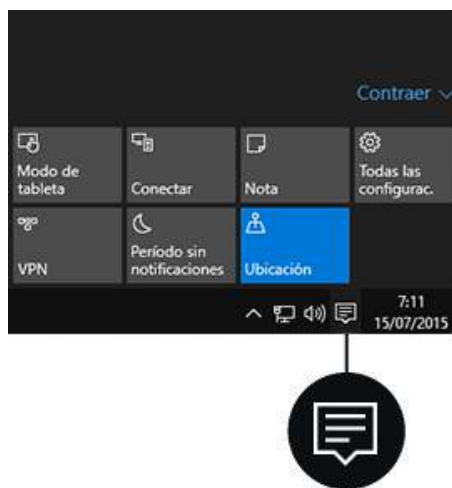 Contraer
Modo de
tableta
Conectar
Nota
Todas las
configurac.
VPN
Período sin
notificaciones
Ubicación
7:11
15/07/2015